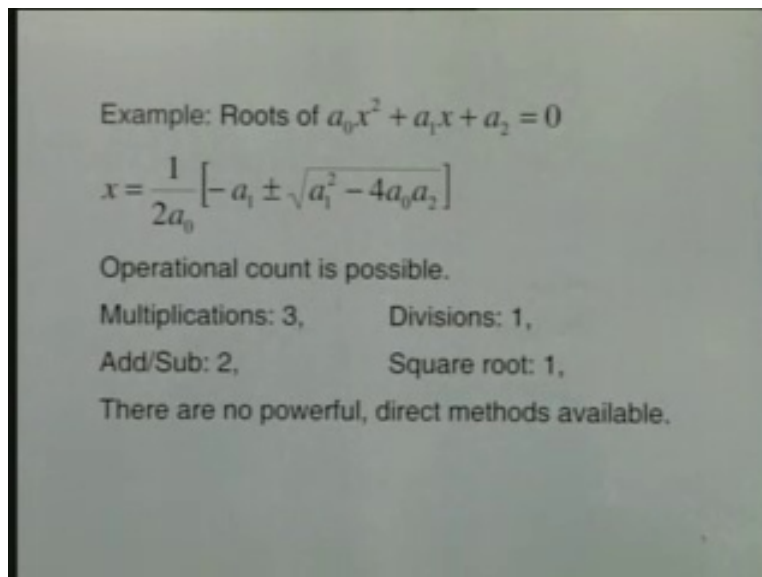 Example: Roots of a₀x² + a₁x + a₂ = 0
x = 1/2a₀ [−a₁ ± √a₁² − 4a₀a₂]
Operational count is possible.
Multiplications: 3, Divisions: 1,
Add/Sub: 2, Square root: 1,
There are no powerful, direct methods available.